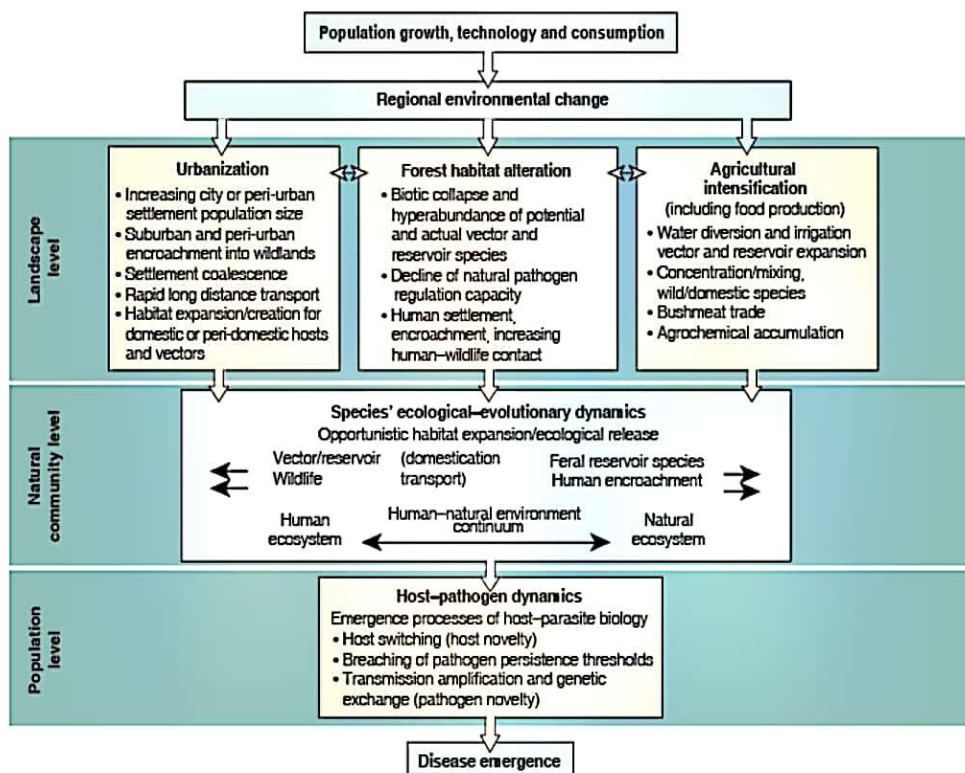 Population growth, technology and consumption
Regional environmental change
Landscape
level
Urbanization
• Increasing city or peri-urban
settlement population size
• Suburban and peri-urban
encroachment into wildlands
• Settlement coalescence
• Rapid long distance transport
• Habitat expansion/creation for
domestic or peri-domestic hosts
and vectors
Forest habitat alteration
• Biotic collapse and
hyperabundance of potential
and actual vector and
reservoir species
• Decline of natural pathogen
regulation capacity
• Human settlement,
encroachment, increasing
human–wildlife contact
Agricultural
intensification
(including food production)
• Water diversion and irrigation
vector and reservoir expansion
• Concentration/mixing,
wild/domestic species
• Bushmeat trade
• Agrochemical accumulation
Natural
community level
Species' ecological–evolutionary dynamics
Opportunistic habitat expansion/ecological release
Vector/reservoir
Wildlife
(domestication
transport)
Feral reservoir species
Human encroachment
Human
ecosystem
Human–natural environment
continuum
Natural
ecosystem
Population
level
Host–pathogen dynamics
Emergence processes of host–parasite biology
• Host switching (host novelty)
• Breaching of pathogen persistence thresholds
• Transmission amplification and genetic
exchange (pathogen novelty)
Disease emergence